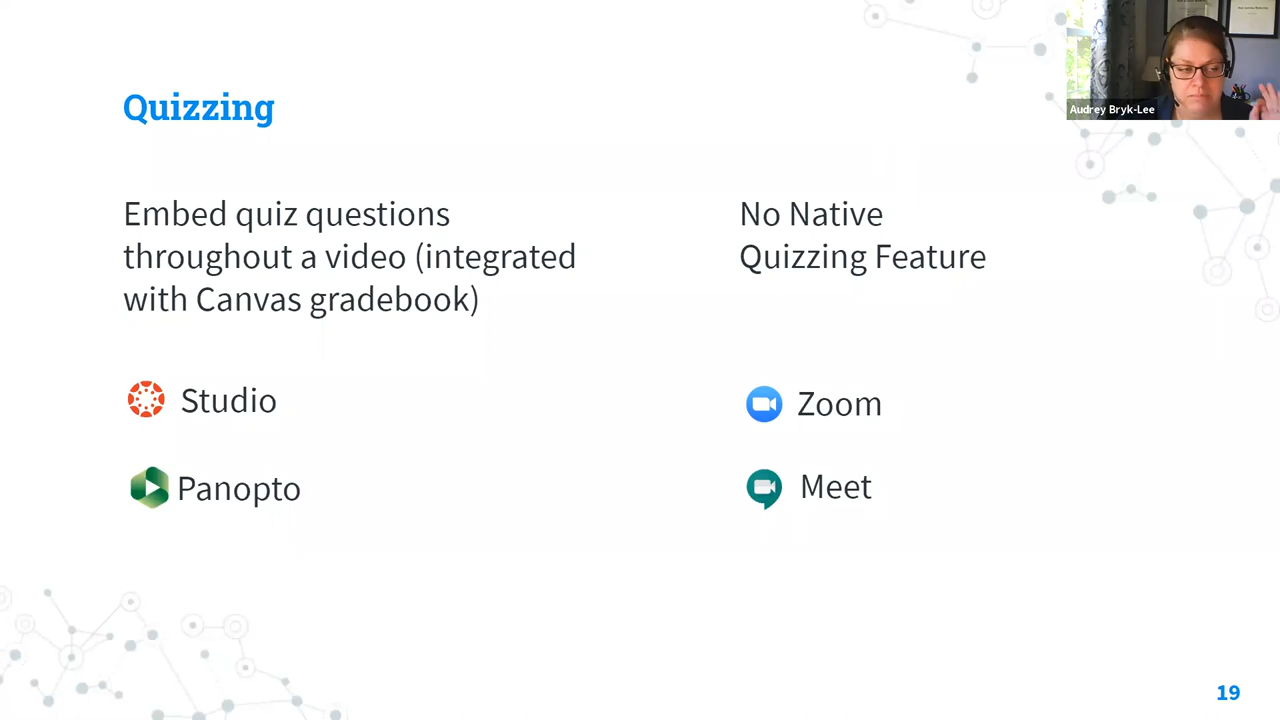 Quizzing
Audrey Bryk-Lee
Embed quiz questions
throughout a video (integrated
with Canvas gradebook)
Studio
Panopto
No Native
Quizzing Feature
Zoom
Meet
19